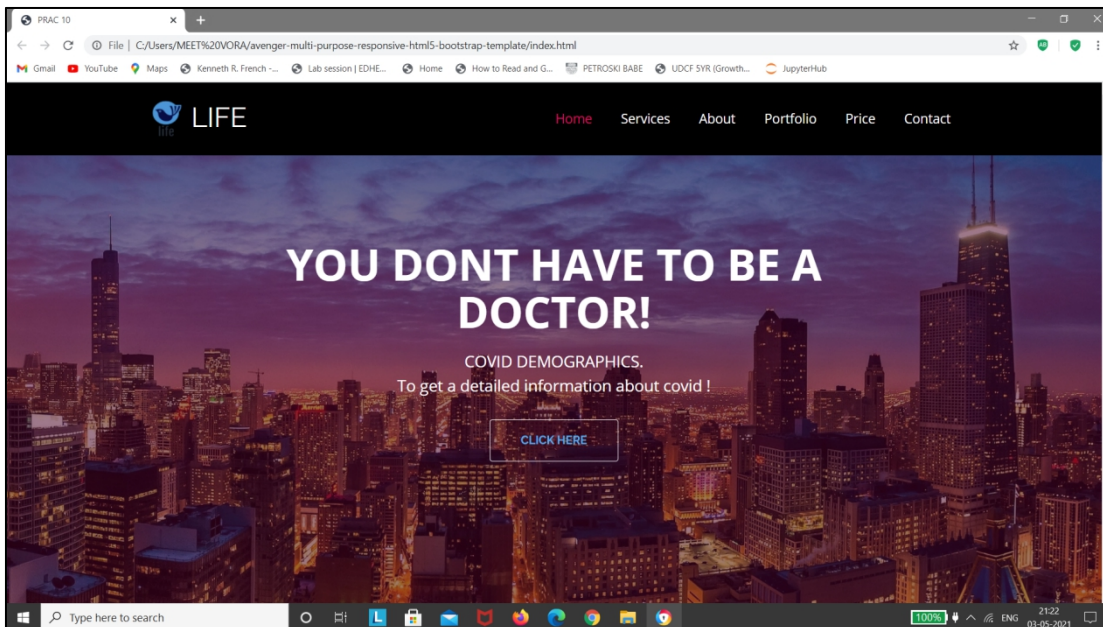 PRAC 10
File | C:/Users/MEET%20VORA/avenger-multi-purpose-responsive-html5-bootstrap-template/index.html
Gmail YouTube Maps Kenneth R. French -... Lab session | EDHE... Home How to Read and G... PETROSKI BABE UDCF 5YR (Growth... JupyterHub
life LIFE Home Services About Portfolio Price Contact
YOU DONT HAVE TO BE A
DOCTOR!
COVID DEMOGRAPHICS.
To get a detailed information about covid !
CLICK HERE
Type here to search L 100% ENG 21:22
03-05-2021